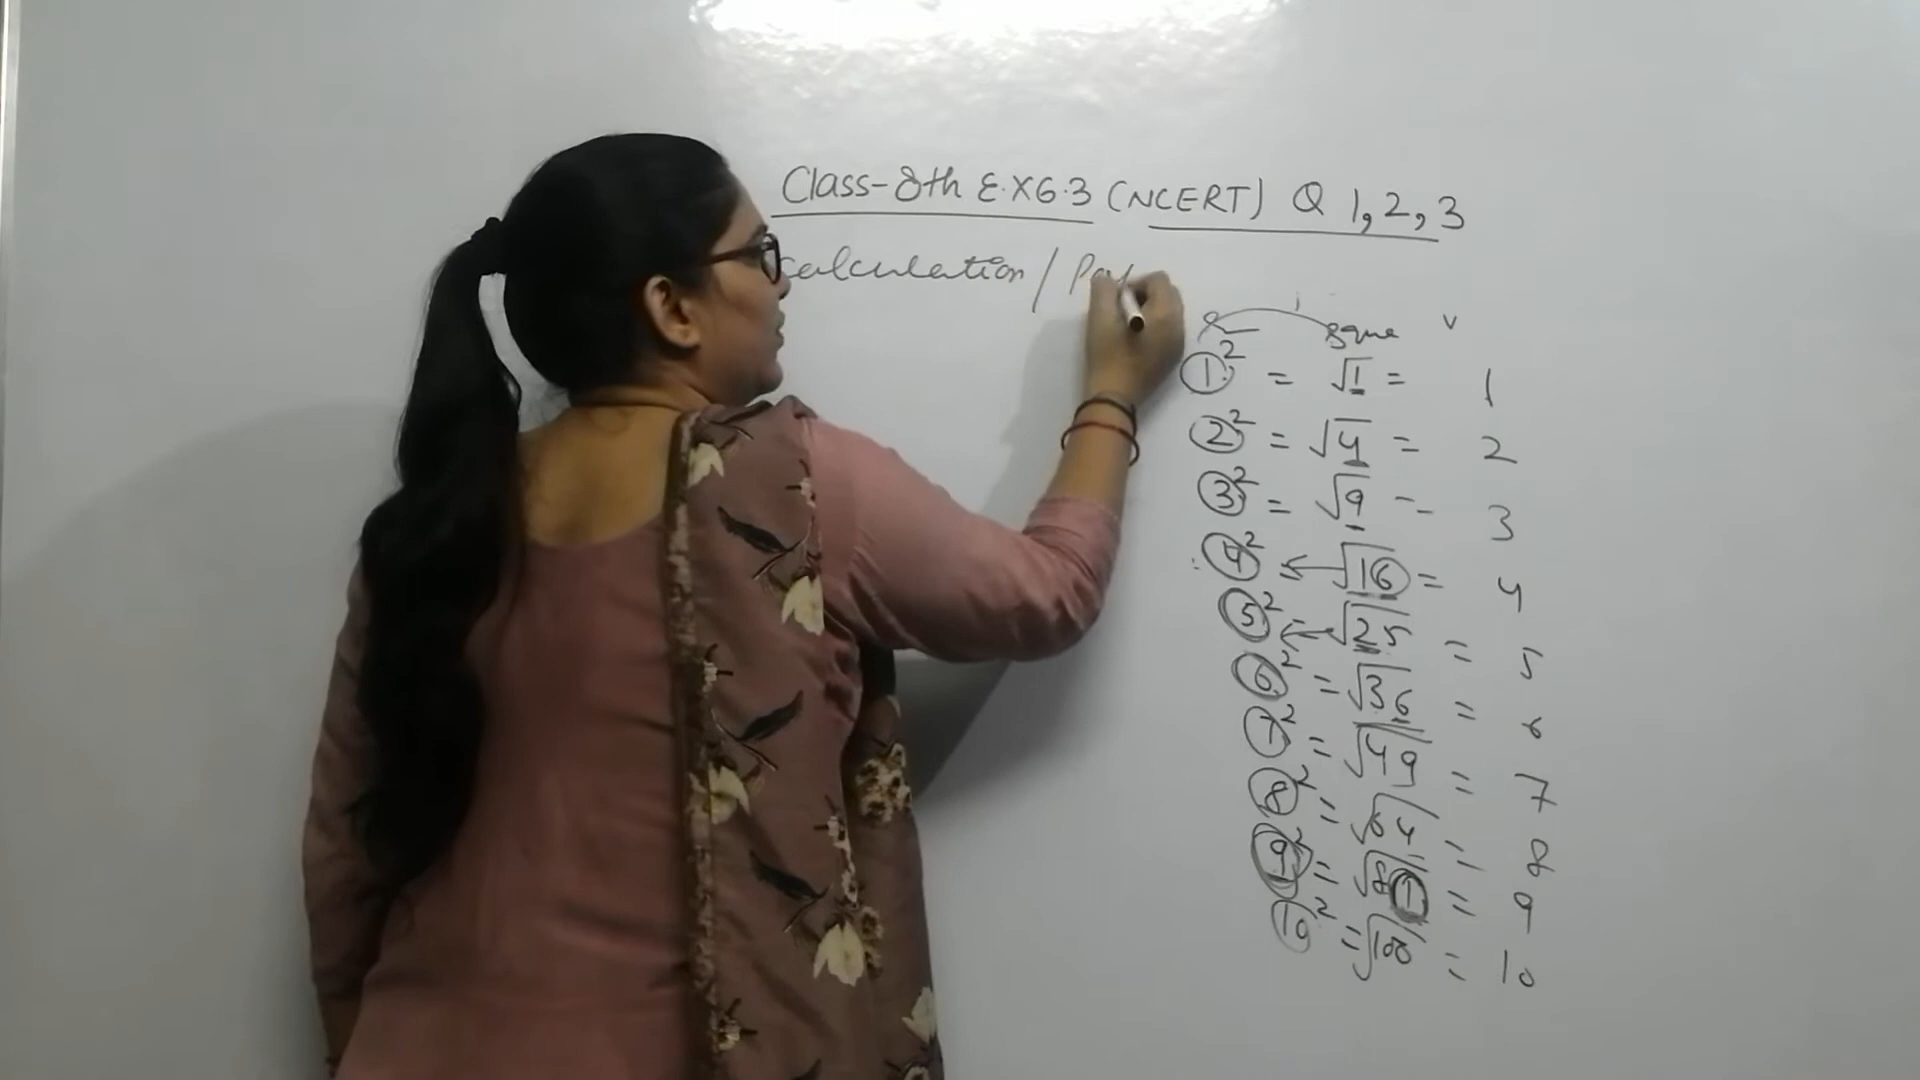 Class-8th E.X 6.3 (NCERT) Q 1,2,3
Calculation /
1² = √1 = 1
2² = √4 = 2
3² = √9 = 3
4² = √16 = 4
5² = √25 = 5
6² = √36 = 6
7² = √49 = 7
8² = √64 = 8
9² = √81 = 9
10² = √100 = 10